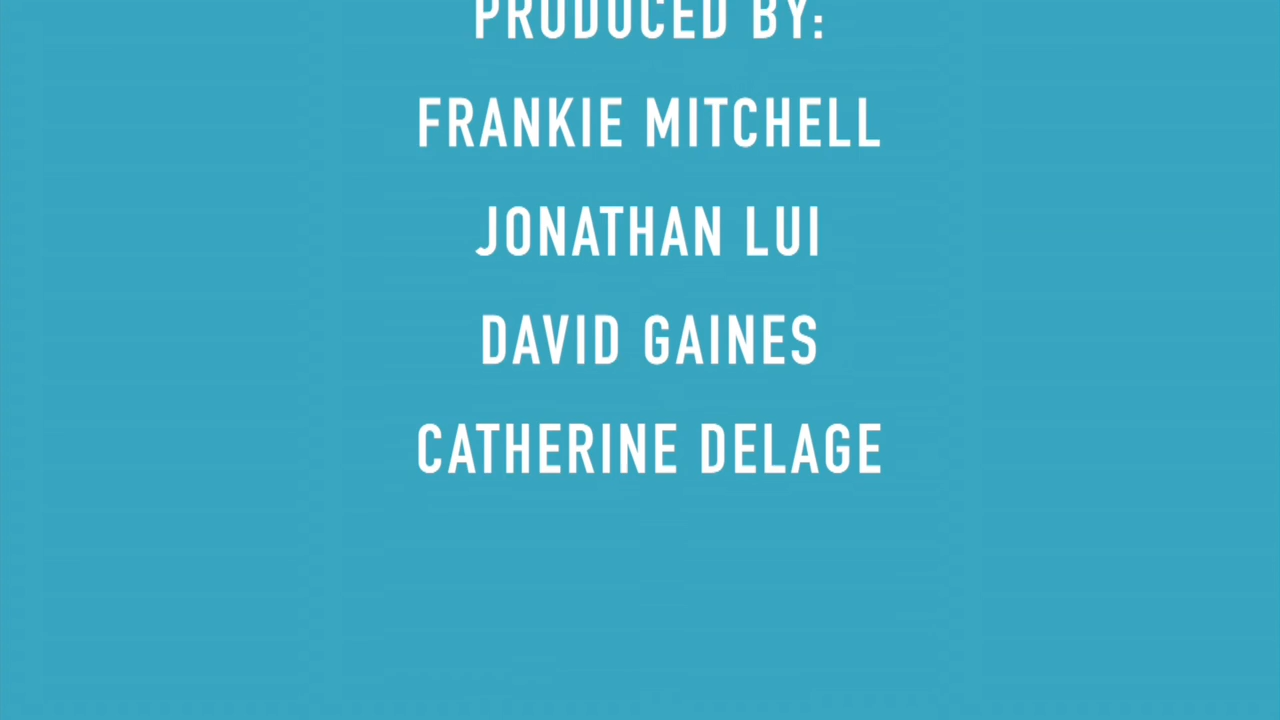 PRODUCED BY:
FRANKIE MITCHELL
JONATHAN LUI
DAVID GAINES
CATHERINE DELAGE